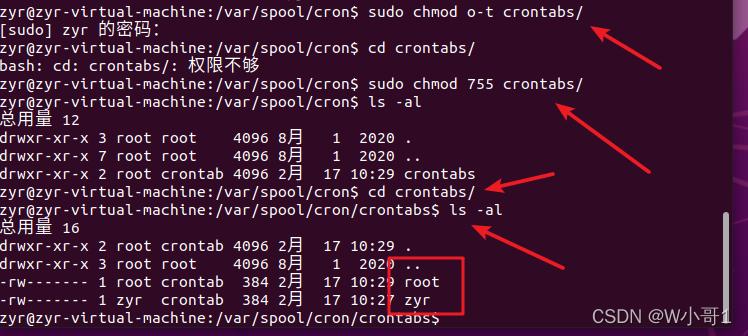 zyr@zyr-virtual-machine:/var/spool/cron$ sudo chmod o-t crontabs/
[sudo] zyr 的密码：
zyr@zyr-virtual-machine:/var/spool/cron$ cd crontabs/
bash: cd: crontabs/: 权限不够
zyr@zyr-virtual-machine:/var/spool/cron$ sudo chmod 755 crontabs/
zyr@zyr-virtual-machine:/var/spool/cron$ ls -al
总用量 12
drwxr-xr-x 3 root root    4096 8月   1  2020 .
drwxr-xr-x 7 root root    4096 8月   1  2020 ..
drwxr-xr-x 2 root crontab 4096 2月  17 10:29 crontabs
zyr@zyr-virtual-machine:/var/spool/cron$ cd crontabs/
zyr@zyr-virtual-machine:/var/spool/cron/crontabs$ ls -al
总用量 16
drwxr-xr-x 2 root crontab 4096 2月  17 10:29 .
drwxr-xr-x 3 root root    4096 8月   1  2020 ..
-rw------- 1 root crontab  384 2月  17 10:29 root
-rw------- 1 zyr  crontab  384 2月  17 10:27 zyr
zyr@zyr-virtual-machine:/var/spool/cron/crontabs$
CSDN @W小哥1